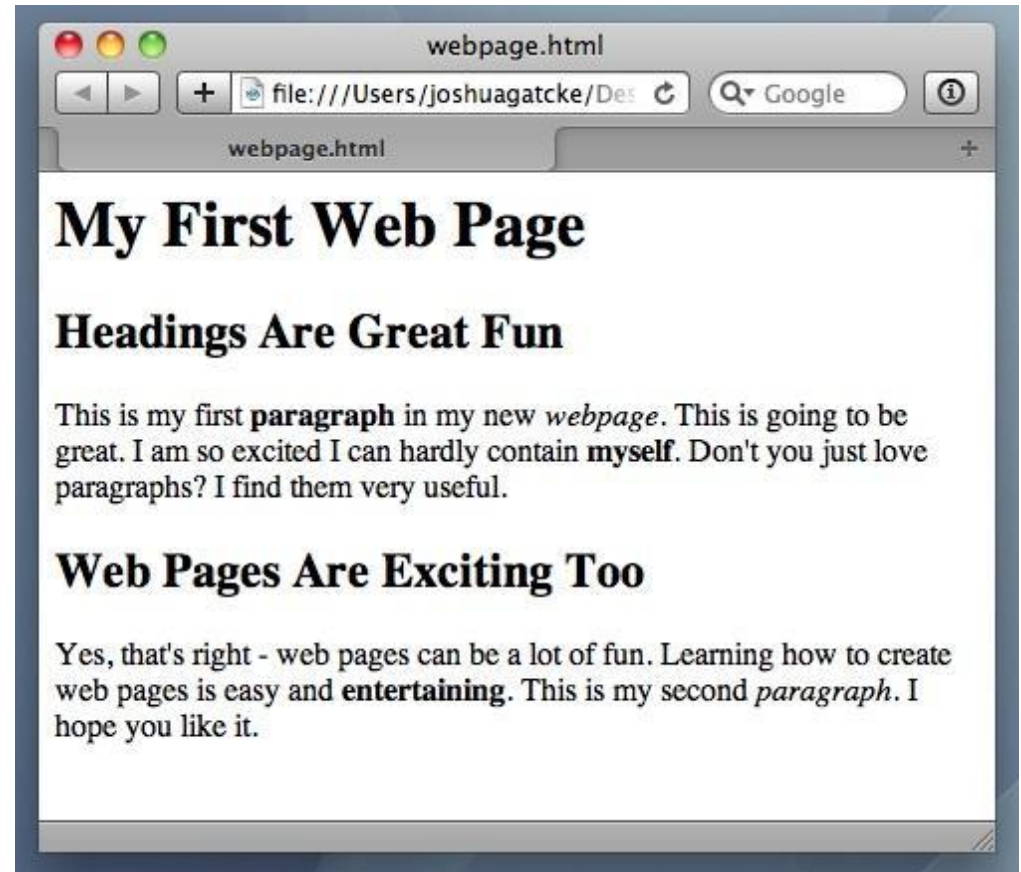 webpage.html
file:///Users/joshuagatcke/Des
Google
webpage.html
My First Web Page
Headings Are Great Fun
This is my first paragraph in my new webpage. This is going to be
great. I am so excited I can hardly contain myself. Don't you just love
paragraphs? I find them very useful.
Web Pages Are Exciting Too
Yes, that's right - web pages can be a lot of fun. Learning how to create
web pages is easy and entertaining. This is my second paragraph. I
hope you like it.